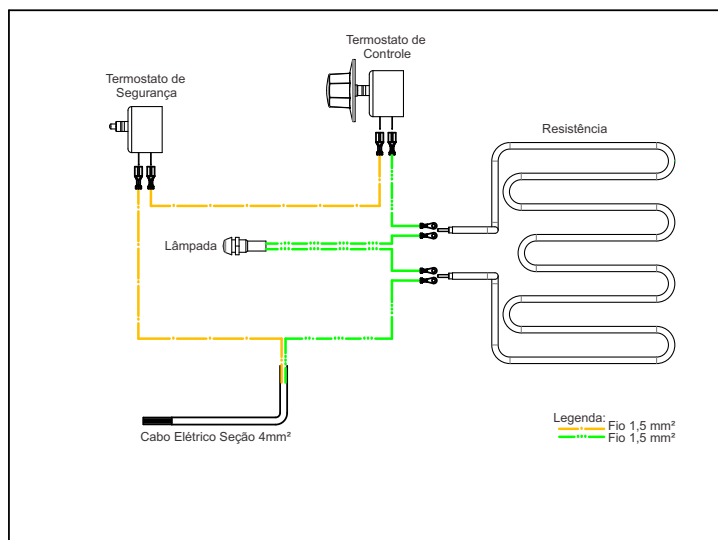 Termostato de
Controle
Termostato de
Segurança
Resistência
Lâmpada
Cabo Elétrico Seção 4mm²
Legenda:
Fio 1,5 mm²
Fio 1,5 mm²